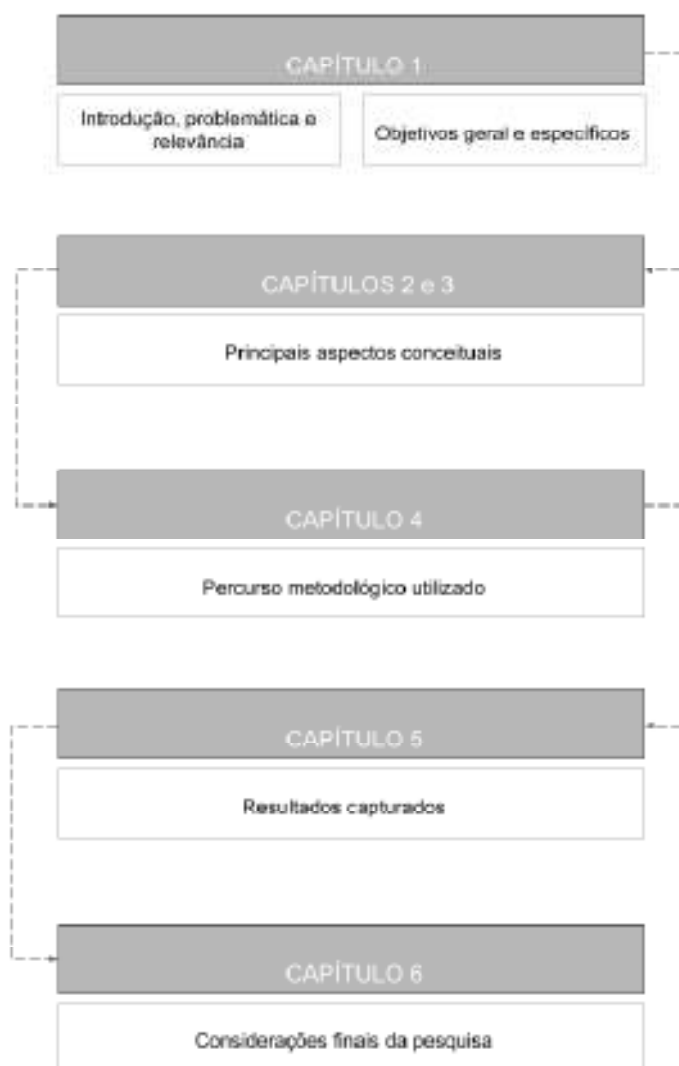 CAPÍTULO 1
Introdução, problemática e
relevância
Objetivos geral e específicos
CAPÍTULOS 2 e 3
Principais aspectos conceituais
CAPÍTULO 4
Percurso metodológico utilizado
CAPÍTULO 5
Resultados capturados
CAPÍTULO 6
Considerações finais da pesquisa